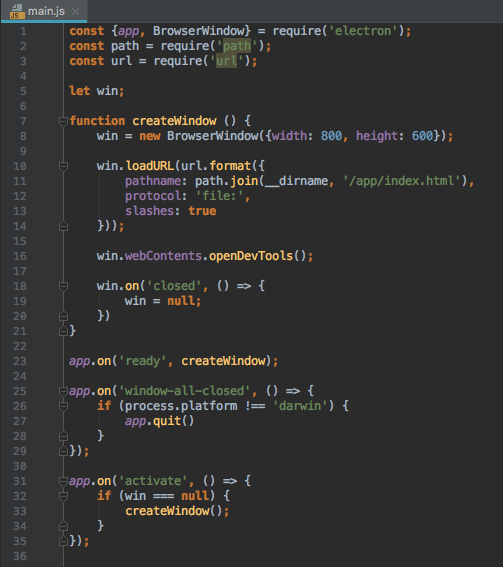 main.js
1 const {app, BrowserWindow} = require('electron');
2 const path = require('path');
3 const url = require('url');
4
5 let win;
6
7 function createWindow () {
8     win = new BrowserWindow({width: 800, height: 600});
9
10     win.loadURL(url.format({
11         pathname: path.join(__dirname, '/app/index.html'),
12         protocol: 'file:',
13         slashes: true
14     }));
15
16     win.webContents.openDevTools();
17
18     win.on('closed', () => {
19         win = null;
20     })
21 }
22
23 app.on('ready', createWindow);
24
25 app.on('window-all-closed', () => {
26     if (process.platform !== 'darwin') {
27         app.quit()
28     }
29 });
30
31 app.on('activate', () => {
32     if (win === null) {
33         createWindow();
34     }
35 });
36